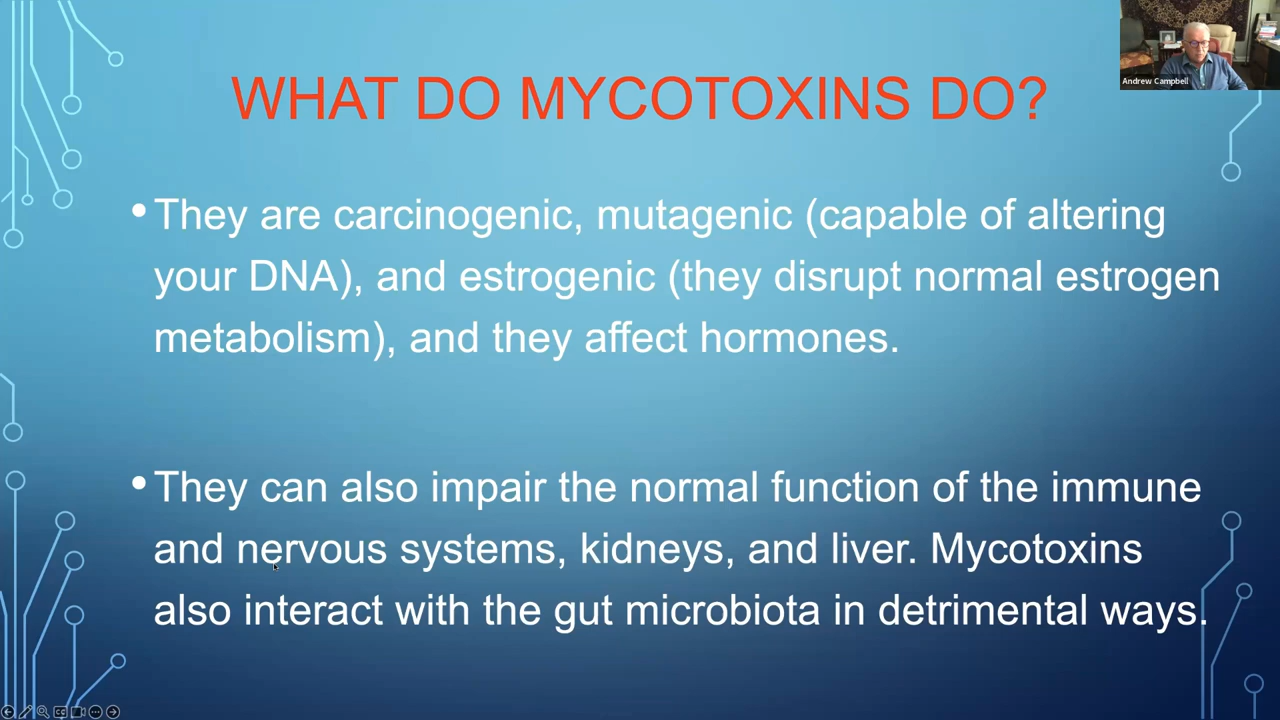 WHAT DO MYCOTOXINS DO?
Andrew Campbell
• They are carcinogenic, mutagenic (capable of altering
your DNA), and estrogenic (they disrupt normal estrogen
metabolism), and they affect hormones.
• They can also impair the normal function of the immune
and nervous systems, kidneys, and liver. Mycotoxins
also interact with the gut microbiota in detrimental ways.